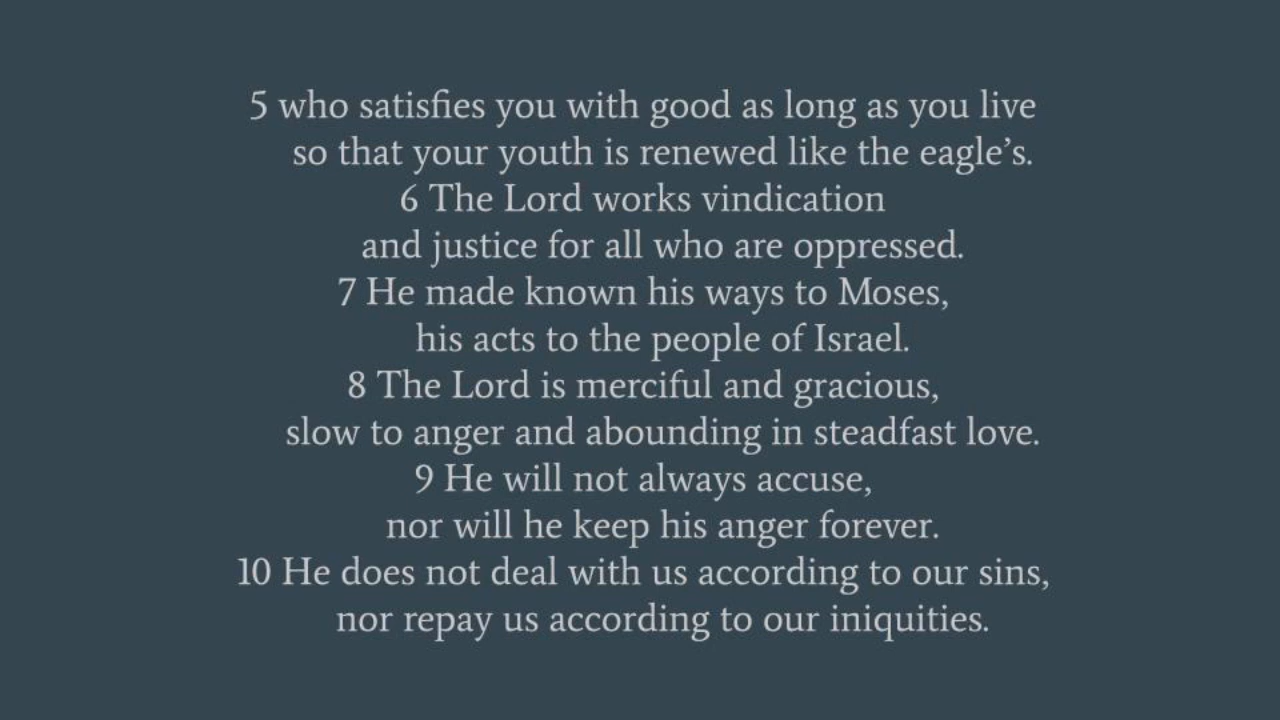 5 who satisfies you with good as long as you live
so that your youth is renewed like the eagle’s.
6 The Lord works vindication
and justice for all who are oppressed.
7 He made known his ways to Moses,
his acts to the people of Israel.
8 The Lord is merciful and gracious,
slow to anger and abounding in steadfast love.
9 He will not always accuse,
nor will he keep his anger forever.
10 He does not deal with us according to our sins,
nor repay us according to our iniquities.